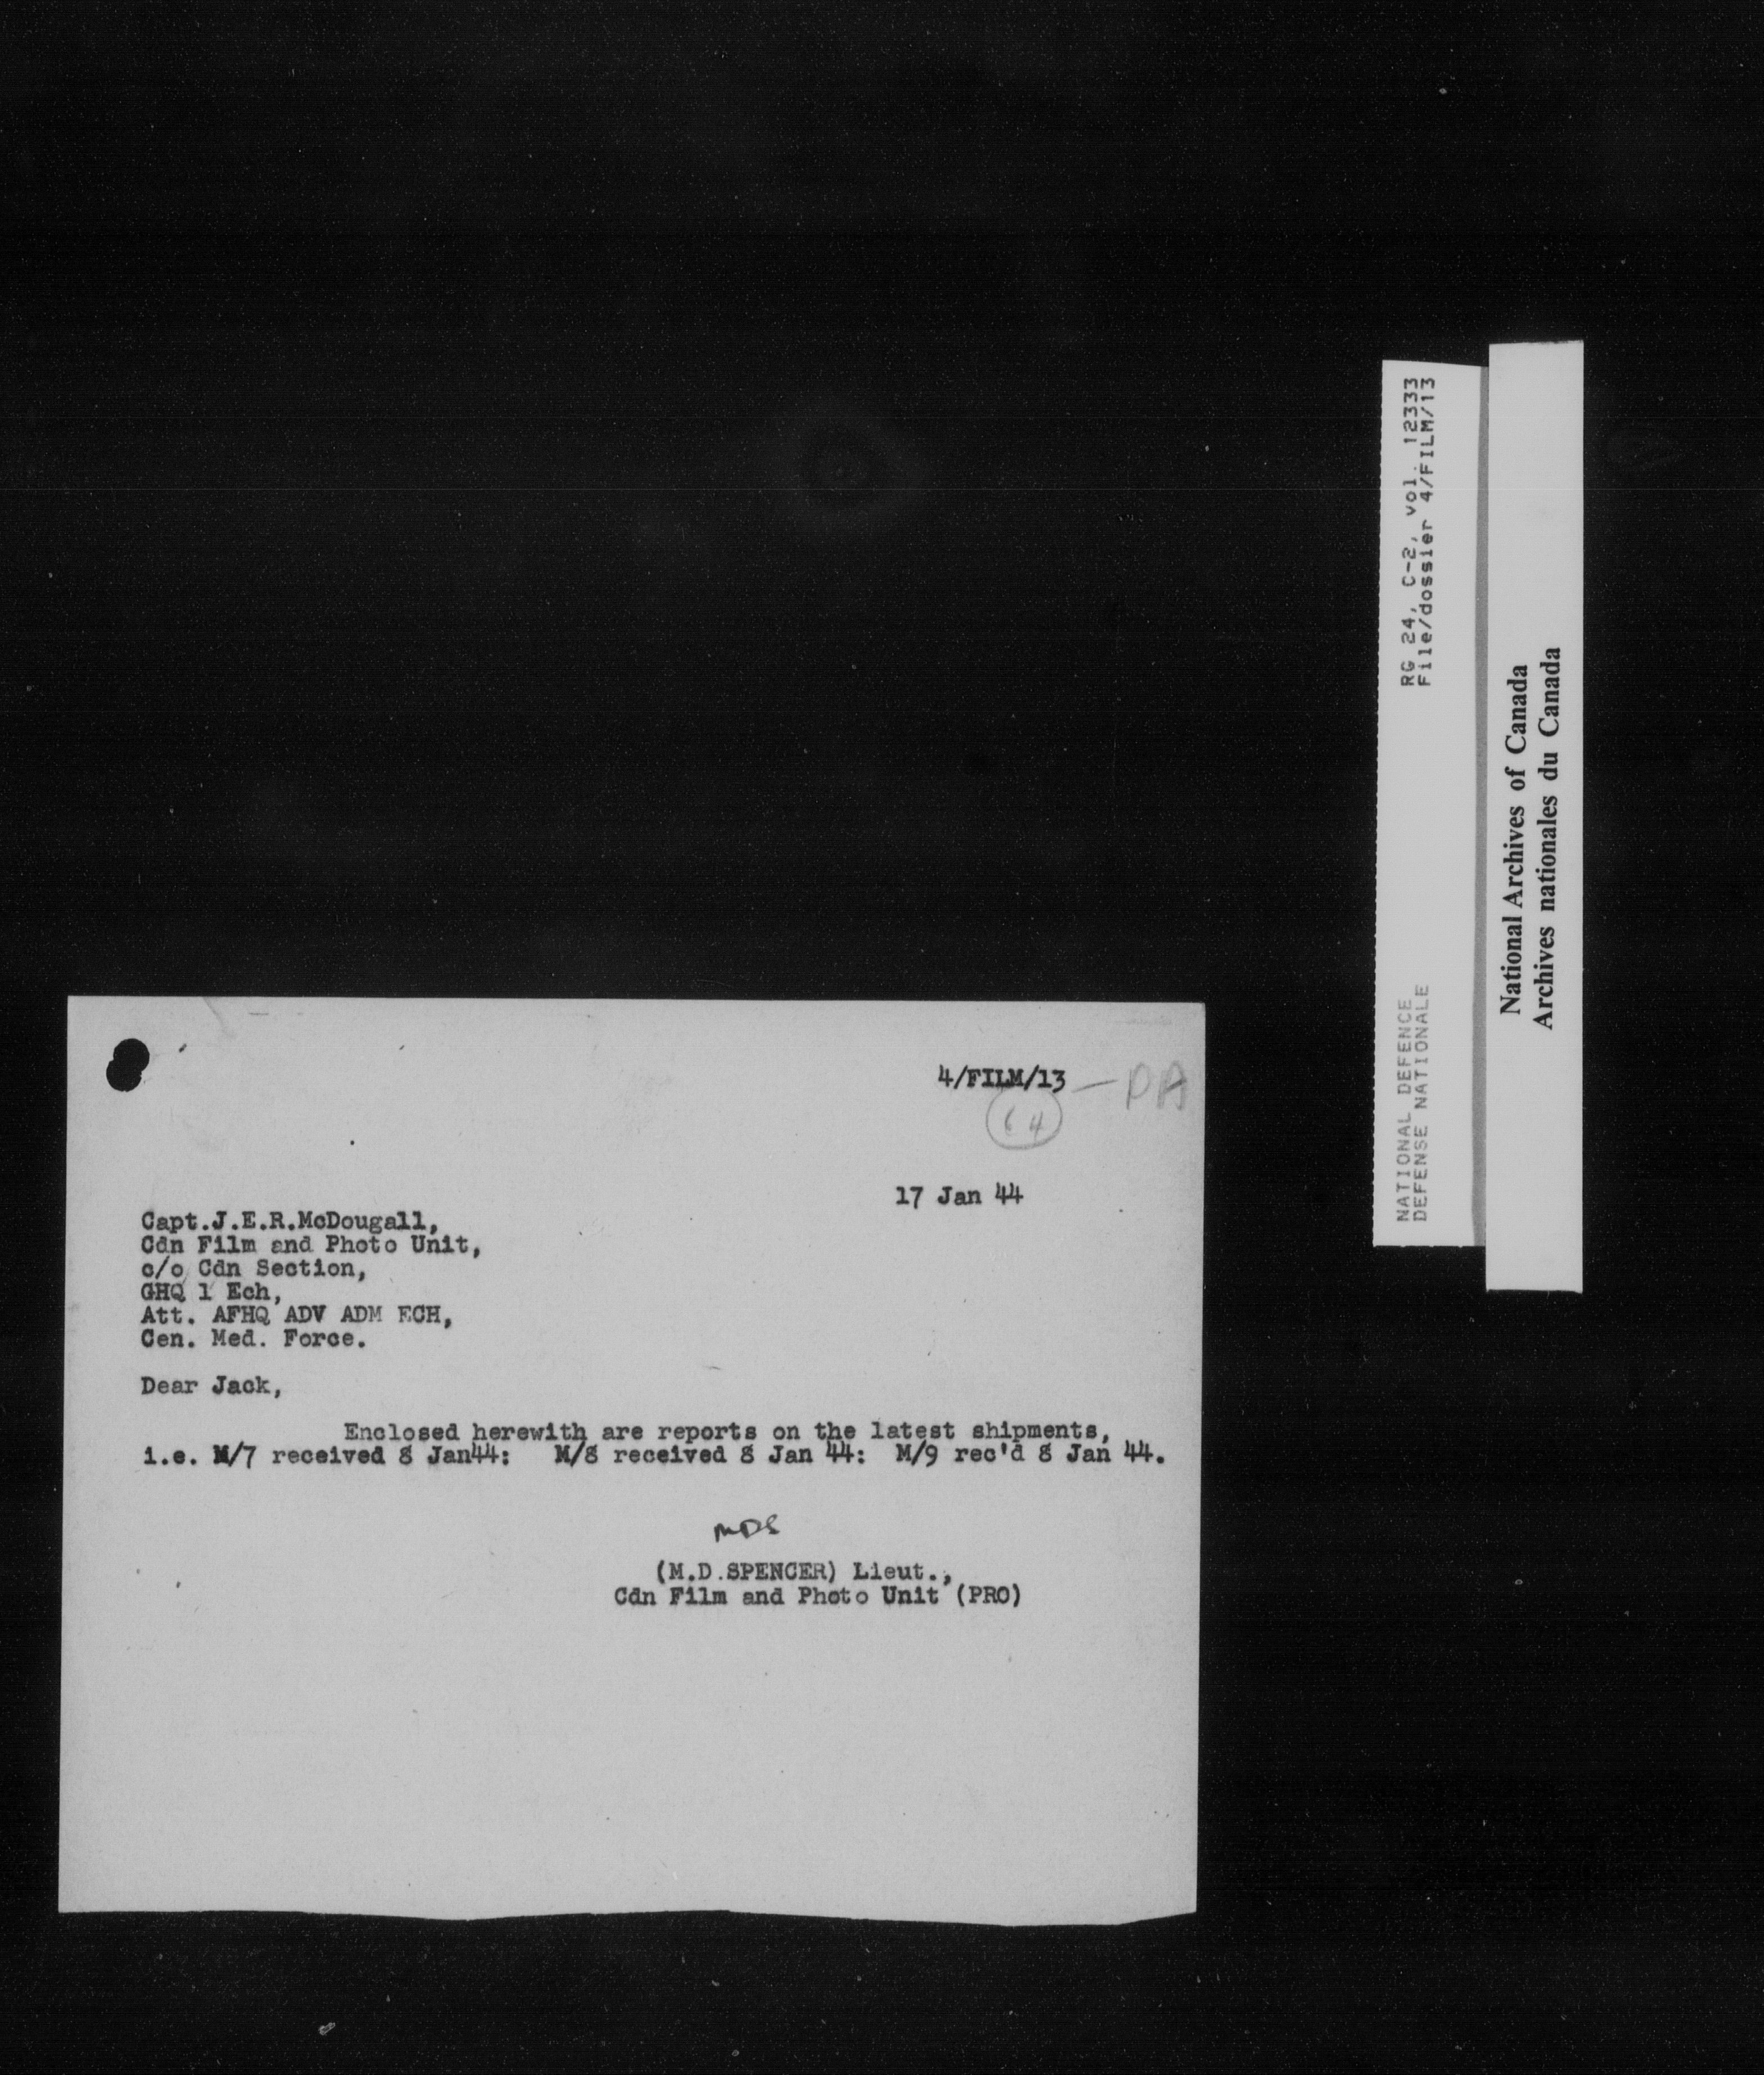 4/FILM/13 — PA
64
17 Jan 44
Capt.J.E.R.McDougall,
Cdn Film and Photo Unit,
c/o Cdn Section,
GHQ 1 Ech,
Att. AFHQ ADV ADM ECH,
Cen. Med. Force.
Dear Jack,
Enclosed herewith are reports on the latest shipments,
i.e. M/7 received 8 Jan44: M/8 received 8 Jan 44: M/9 rec'd 8 Jan 44.
MDS
(M.D.SPENCER) Lieut.,
Cdn Film and Photo Unit (PRO)
NATIONAL DEFENCE RG 24, C-2, vol. 12333
DEFENSE NATIONALE File/dossier 4/FILM/13
National Archives of Canada
Archives nationales du Canada